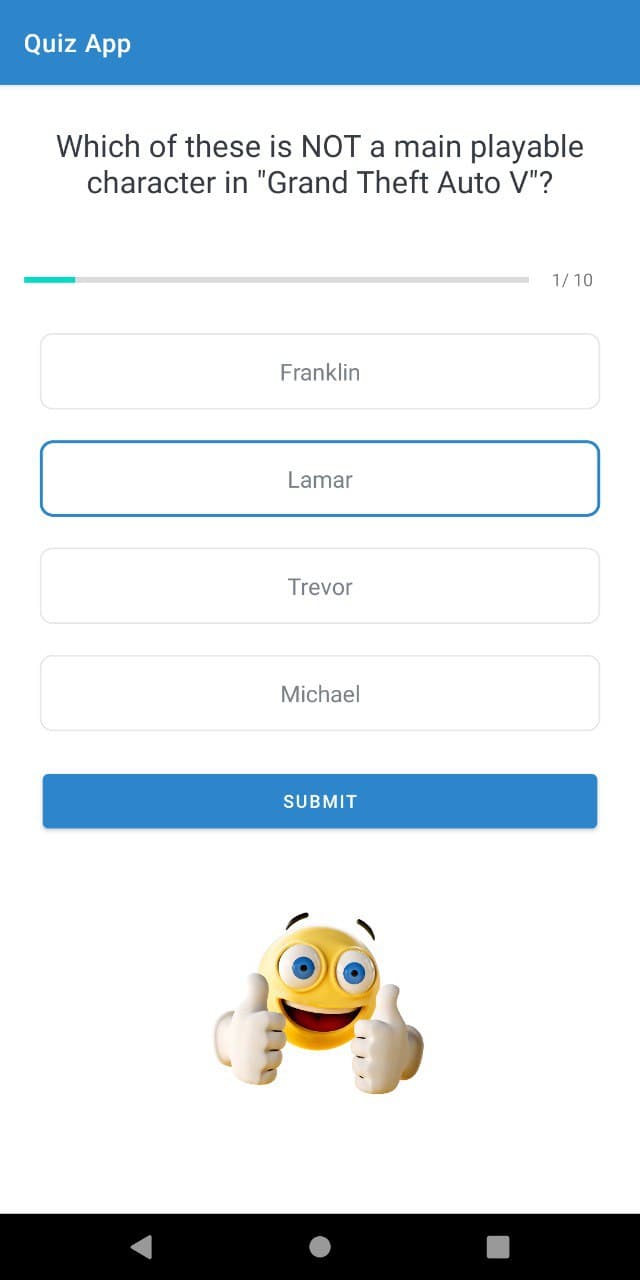 Quiz App
Which of these is NOT a main playable
character in "Grand Theft Auto V"?
1/ 10
Franklin
Lamar
Trevor
Michael
SUBMIT